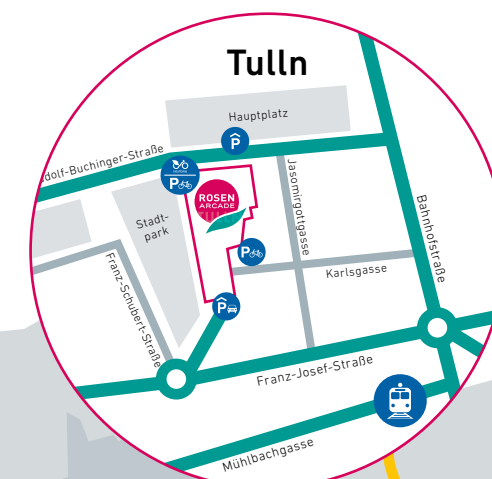 Tulln
Hauptplatz
P
dolf-Buchinger-Straße
P
ROSEN
ARCADE
TULLN
Stadt-
park
Jasomirgottgasse
Bahnhofstraße
P
Karlsgasse
Franz-Schubert-Straße
P
Franz-Josef-Straße
Mühlbachgasse